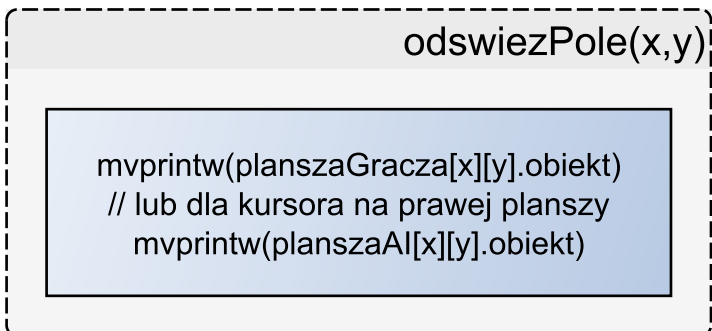 odswiezPole(x,y)
mvprintw(planszaGracza[x][y].obiekt)
// lub dla kursora na prawej planszy
mvprintw(planszaAI[x][y].obiekt)